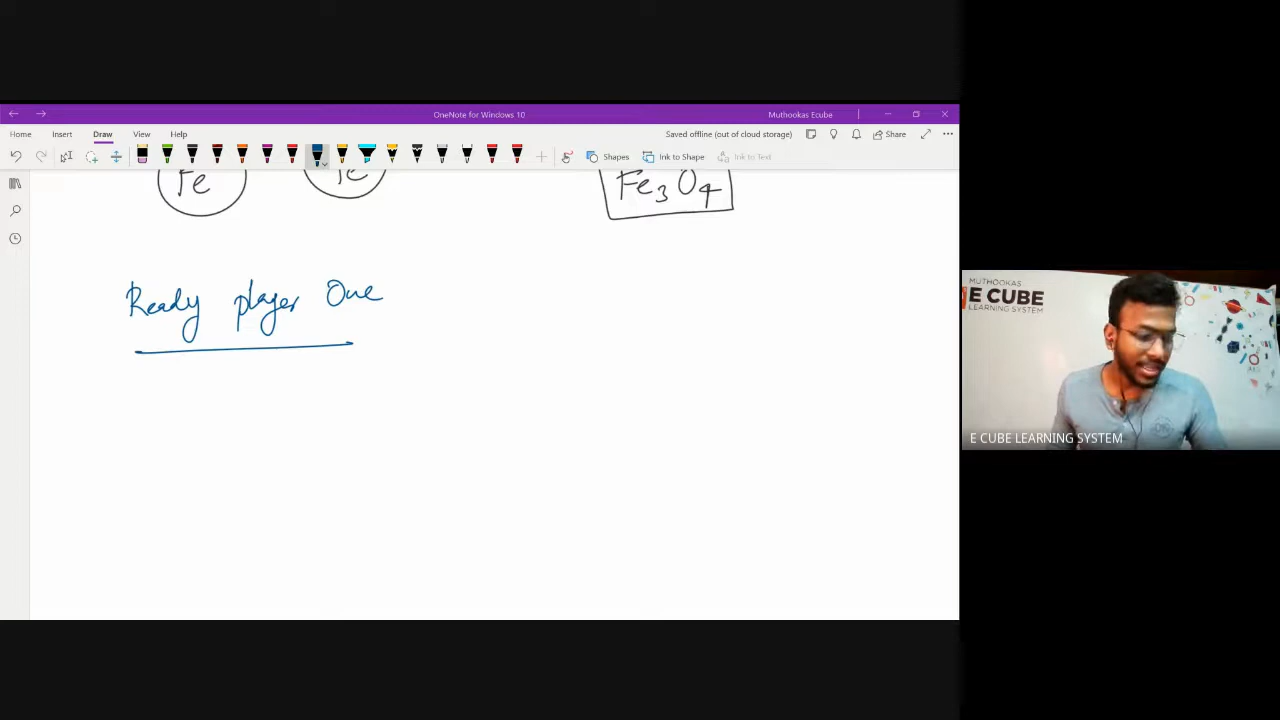 OneNote for Windows 10
Muthookas Ecube
Home Insert Draw View Help
Saved offline (out of cloud storage)
Share
Shapes
Ink to Shape
Ink to Text
Fe
Fe
Fe3O4
Ready player One
MUTHOOKAS
E CUBE
LEARNING SYSTEM
E CUBE LEARNING SYSTEM